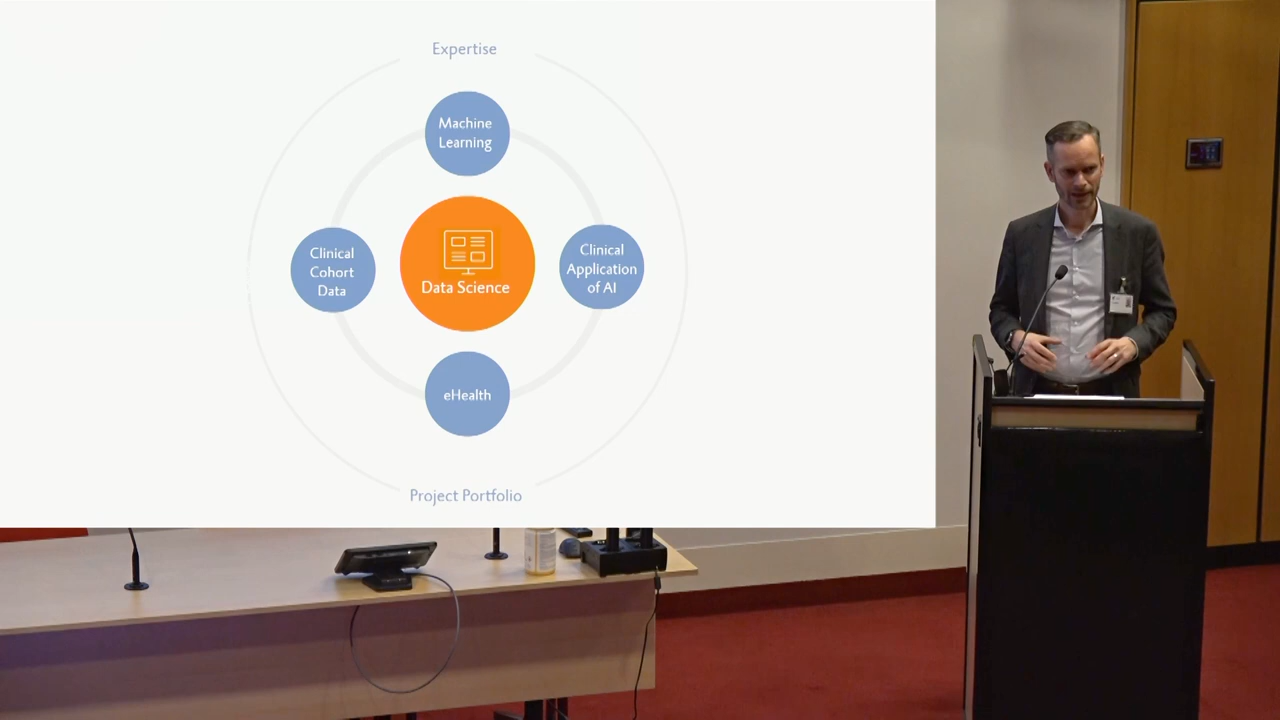 Expertise
Machine
Learning
Clinical
Cohort
Data
Data Science
Clinical
Application
of AI
eHealth
Project Portfolio